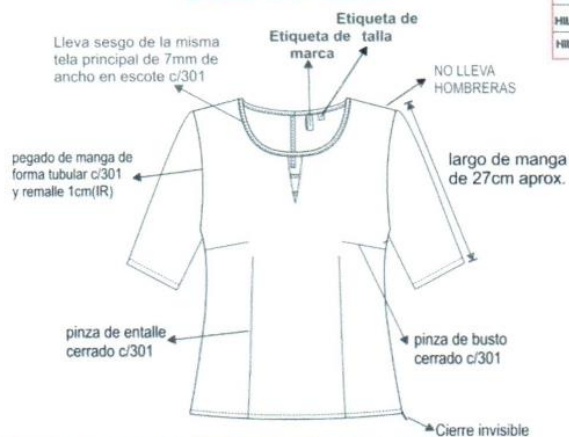 Etiqueta de
talla
Etiqueta de
marca
Lleva sesgo de la misma
tela principal de 7mm de
ancho en escote c/301
NO LLEVA
HOMBRERAS
pegado de manga de
forma tubular c/301
y remalle 1cm(IR)
largo de manga
de 27cm aprox.
pinza de entalle
cerrado c/301
pinza de busto
cerrado c/301
Cierre invisible